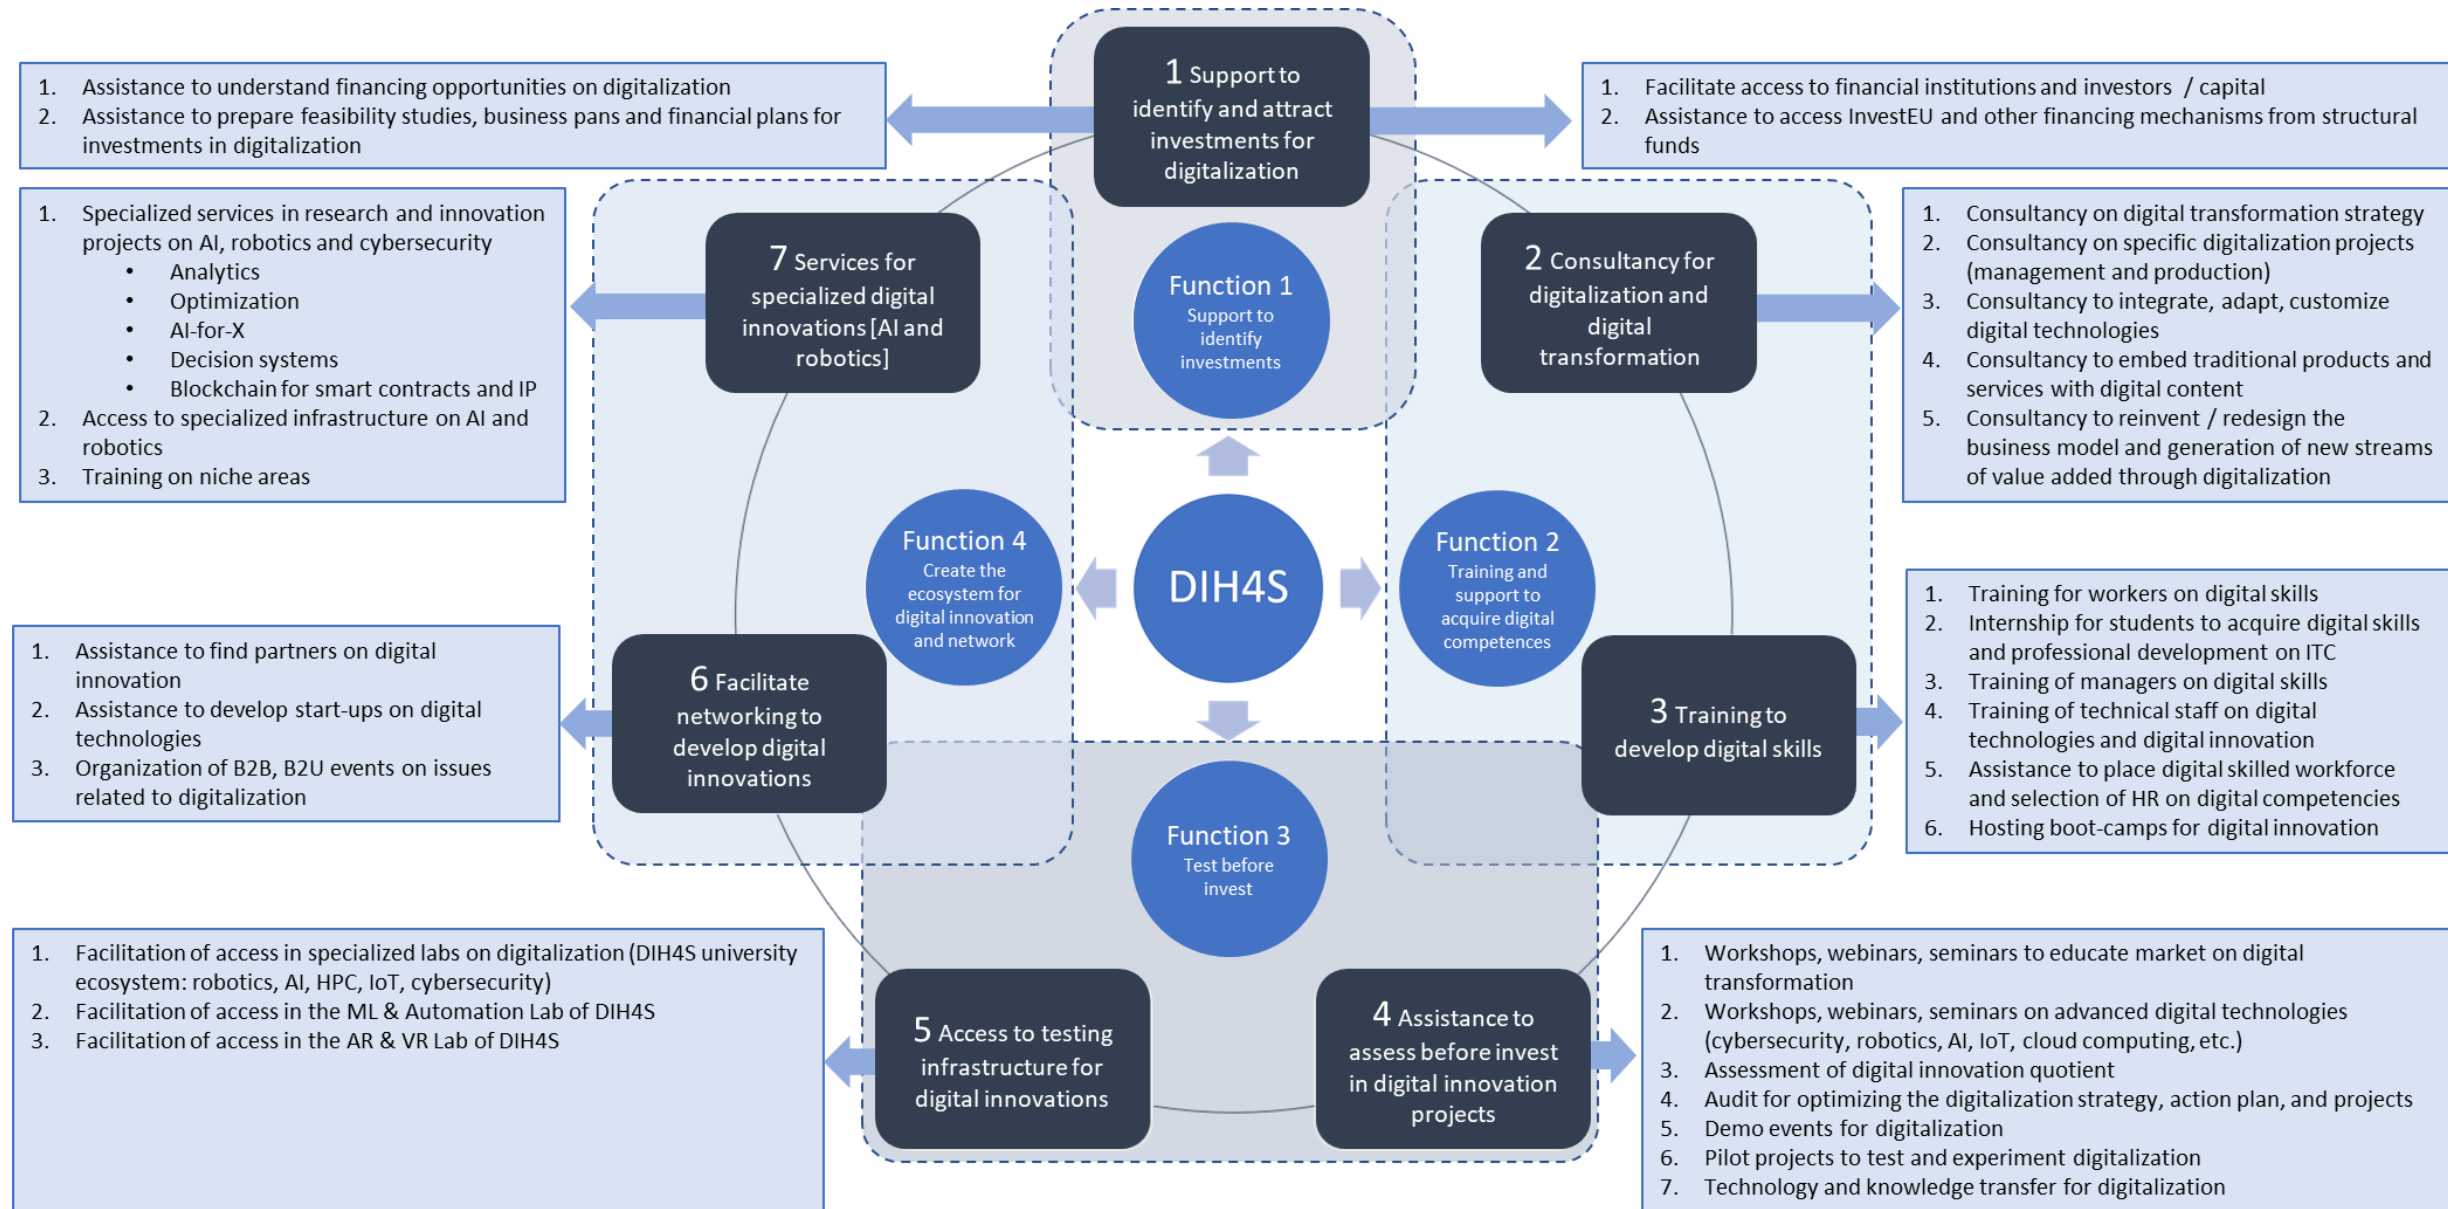 1. Assistance to understand financing opportunities on digitalization
2. Assistance to prepare feasibility studies, business pans and financial plans for
investments in digitalization
1 Support to
identify and attract
investments for
digitalization
1. Facilitate access to financial institutions and investors / capital
2. Assistance to access InvestEU and other financing mechanisms from structural
funds
1. Specialized services in research and innovation
projects on AI, robotics and cybersecurity
• Analytics
• Optimization
• AI-for-X
• Decision systems
• Blockchain for smart contracts and IP
2. Access to specialized infrastructure on AI and
robotics
3. Training on niche areas
7 Services for
specialized digital
innovations [AI and
robotics]
Function 1
Support to
identify
investments
2 Consultancy for
digitalization and
digital
transformation
1. Consultancy on digital transformation strategy
2. Consultancy on specific digitalization projects
(management and production)
3. Consultancy to integrate, adapt, customize
digital technologies
4. Consultancy to embed traditional products and
services with digital content
5. Consultancy to reinvent / redesign the
business model and generation of new streams
of value added through digitalization
Function 4
Create the
ecosystem for
digital innovation
and network
DIH4S
Function 2
Training and
support to
acquire digital
competences
1. Assistance to find partners on digital
innovation
2. Assistance to develop start-ups on digital
technologies
3. Organization of B2B, B2U events on issues
related to digitalization
6 Facilitate
networking to
develop digital
innovations
3 Training to
develop digital skills
1. Training for workers on digital skills
2. Internship for students to acquire digital skills
and professional development on ITC
3. Training of managers on digital skills
4. Training of technical staff on digital
technologies and digital innovation
5. Assistance to place digital skilled workforce
and selection of HR on digital competencies
6. Hosting boot-camps for digital innovation
Function 3
Test before
invest
1. Facilitation of access in specialized labs on digitalization (DIH4S university
ecosystem: robotics, AI, HPC, IoT, cybersecurity)
2. Facilitation of access in the ML & Automation Lab of DIH4S
3. Facilitation of access in the AR & VR Lab of DIH4S
5 Access to testing
infrastructure for
digital innovations
4 Assistance to
assess before invest
in digital innovation
projects
1. Workshops, webinars, seminars to educate market on digital
transformation
2. Workshops, webinars, seminars on advanced digital technologies
(cybersecurity, robotics, AI, IoT, cloud computing, etc.)
3. Assessment of digital innovation quotient
4. Audit for optimizing the digitalization strategy, action plan, and projects
5. Demo events for digitalization
6. Pilot projects to test and experiment digitalization
7. Technology and knowledge transfer for digitalization